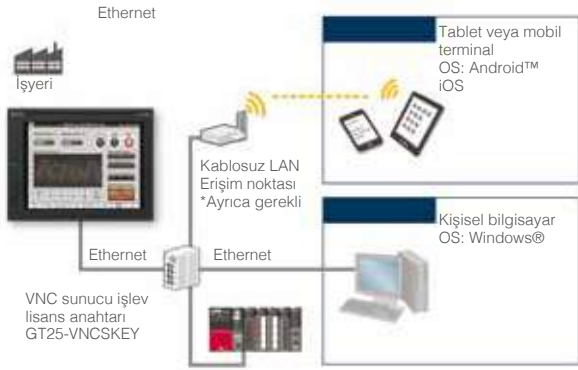 Ethernet
İşyeri
Tablet veya mobil
terminal
OS: Android™
iOS
Kablosuz LAN
Erişim noktası
*Ayrıca gerekli
Kişisel bilgisayar
OS: Windows®
Ethernet
Ethernet
VNC sunucu işlev
lisans anahtarı
GT25-VNCSKEY